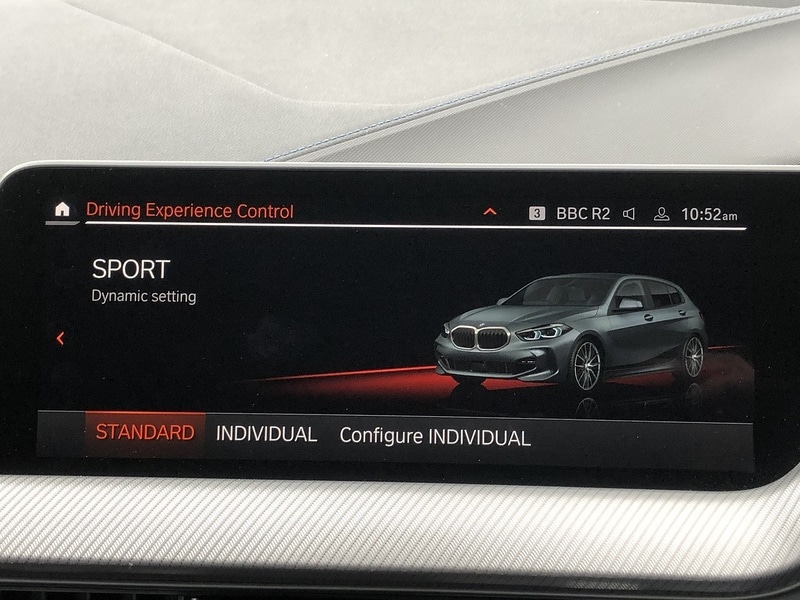 Driving Experience Control 3 BBC R2 10:52am
SPORT
Dynamic setting
STANDARD INDIVIDUAL Configure INDIVIDUAL